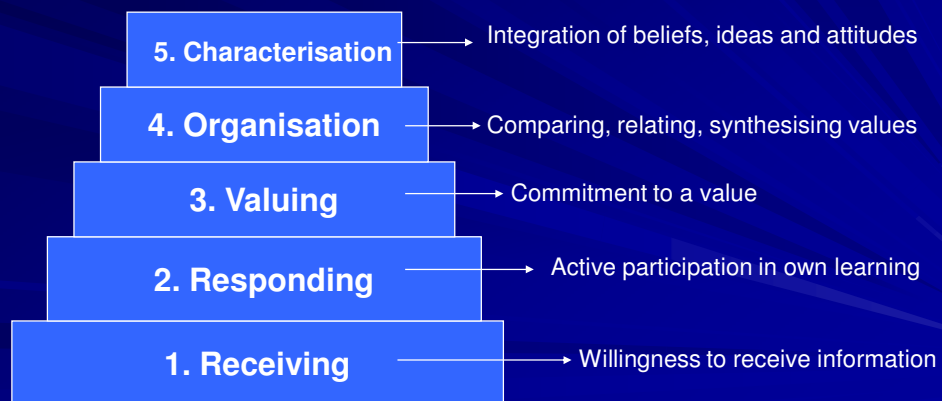 5. Characterisation
Integration of beliefs, ideas and attitudes
4. Organisation
Comparing, relating, synthesising values
3. Valuing
Commitment to a value
2. Responding
Active participation in own learning
1. Receiving
Willingness to receive information